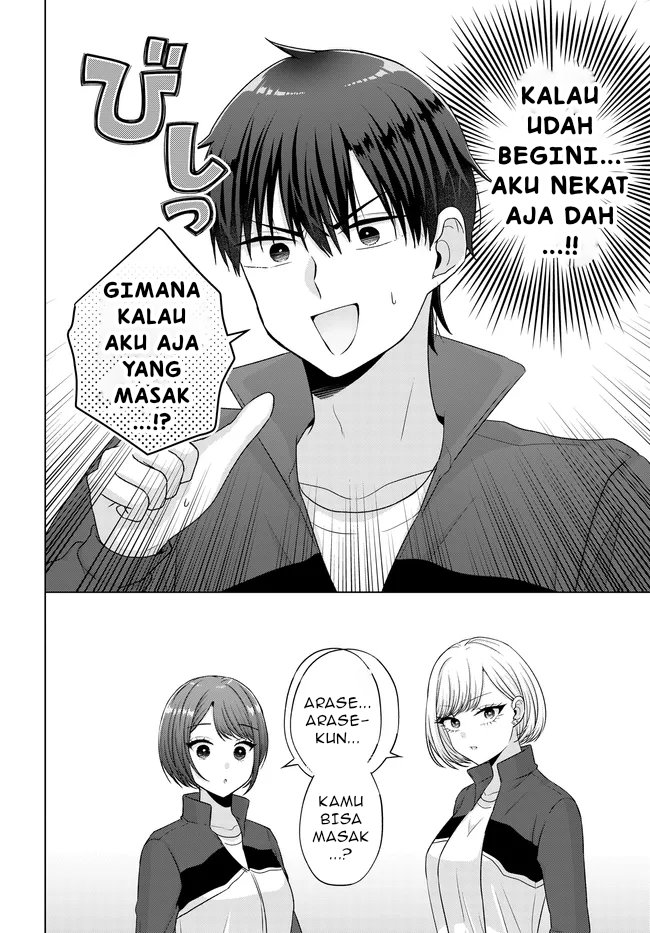 KALAU
UDAH
BEGINI...
AKU NEKAT
AJA DAH
...!!
びしっ
GIMANA
KALAU
AKU AJA
YANG
MASAK
...!?
ARASE...
ARASE-
KUN...
KAMU
BISA
MASAK
...?